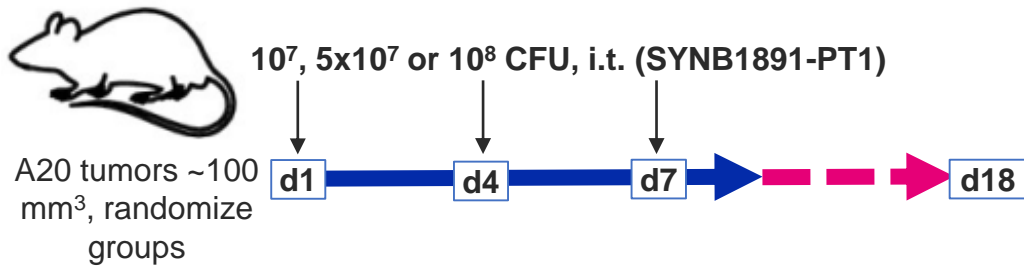 10⁷, 5x10⁷ or 10⁸ CFU, i.t. (SYNB1891-PT1)
A20 tumors ~100
mm³, randomize
groups
d1
d4
d7
d18